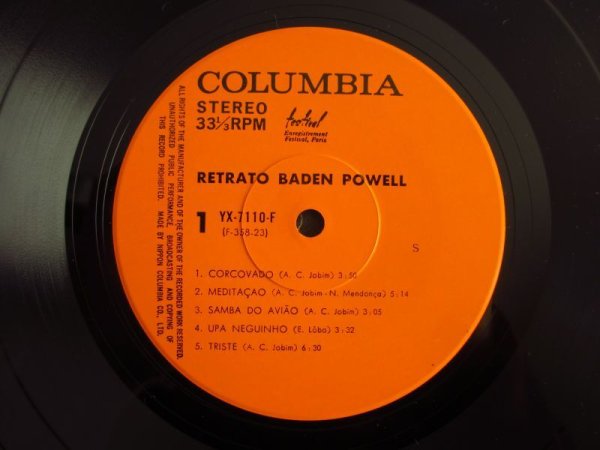 COLUMBIA
STEREO
33⅓RPM
festival
Enregistrement
Festival, Paris
RETRATO BADEN POWELL
1 YX-7110-F
(F-358-23)
S
1. CORCOVADO (A. C. Jobim) 3:50
2. MEDITAÇAO (A. C. Jobim - N. Mendonça) 5:14
3. SAMBA DO AVIÃO (A. C. Jobim) 3:05
4. UPA NEGUINHO (E. Lôbo) 3:32
5. TRISTE (A. C. Jobim) 6:30
ALL RIGHTS OF THE MANUFACTURER AND OF THE OWNER OF THE RECORDED WORK RESERVED.
UNAUTHORIZED PUBLIC PERFORMANCE, BROADCASTING AND COPYING OF
THIS RECORD PROHIBITED. MADE BY NIPPON COLUMBIA CO., LTD.